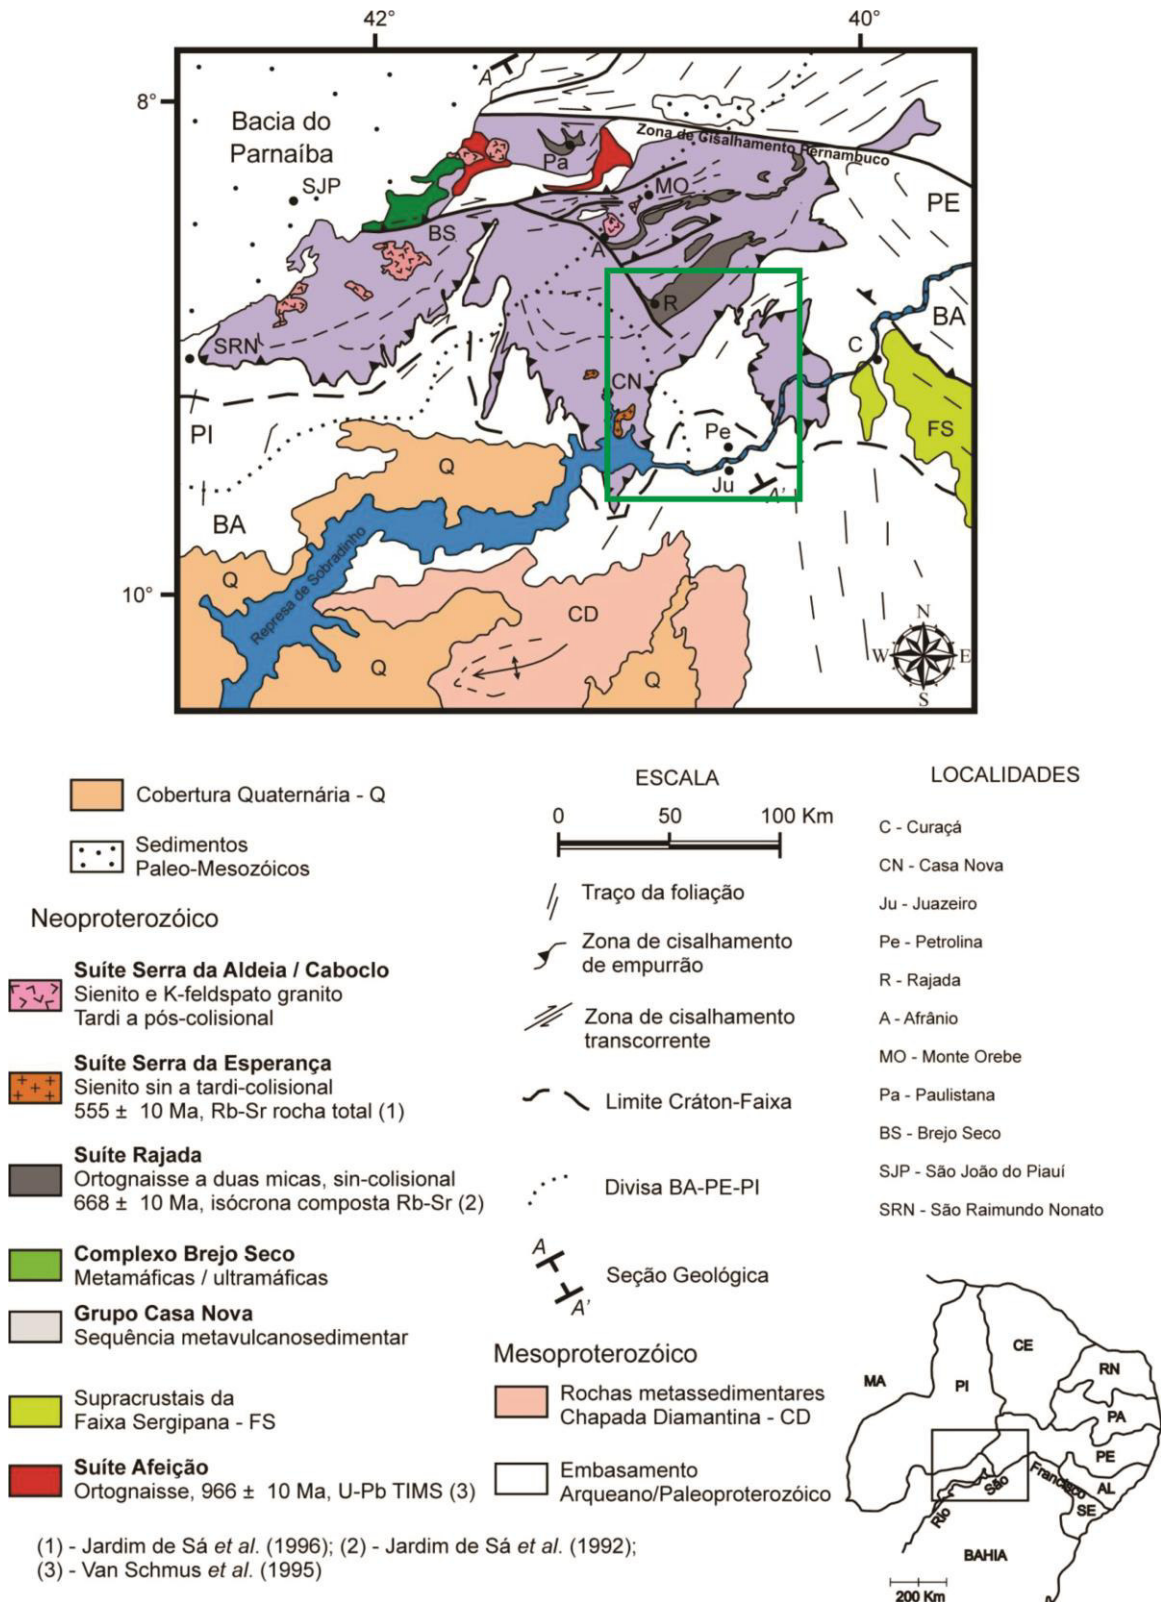 42°
40°
8°
A
Bacia do
Parnaíba
Zona de Cisalhamento Pernambuco
Pa
SJP
MO
PE
BS
A
R
BA
SRN
C
CN
PI
Pe
FS
Q
Ju
A'
BA
Q
Represa de Sobradinho
10°
CD
N
Q
Q
W
E
S
Cobertura Quaternária - Q
Sedimentos
Paleo-Mesozóicos
Neoproterozóico
Suíte Serra da Aldeia / Caboclo
Sienito e K-feldspato granito
Tardi a pós-colisional
Suíte Serra da Esperança
Sienito sin a tardi-colisional
555 ± 10 Ma, Rb-Sr rocha total (1)
Suíte Rajada
Ortognaisse a duas micas, sin-colisional
668 ± 10 Ma, isócrona composta Rb-Sr (2)
Complexo Brejo Seco
Metamáficas / ultramáficas
Grupo Casa Nova
Sequência metavulcanosedimentar
Supracrustais da
Faixa Sergipana - FS
Suíte Afeição
Ortognaisse, 966 ± 10 Ma, U-Pb TIMS (3)
(1) - Jardim de Sá et al. (1996); (2) - Jardim de Sá et al. (1992);
(3) - Van Schmus et al. (1995)
ESCALA
0 50 100 Km
Traço da foliação
Zona de cisalhamento
de empurrão
Zona de cisalhamento
transcorrente
Limite Cráton-Faixa
Divisa BA-PE-PI
A
A'
Seção Geológica
Mesoproterozóico
Rochas metassedimentares
Chapada Diamantina - CD
Embasamento
Arqueano/Paleoproterozóico
LOCALIDADES
C - Curaçá
CN - Casa Nova
Ju - Juazeiro
Pe - Petrolina
R - Rajada
A - Afrânio
MO - Monte Orebe
Pa - Paulistana
BS - Brejo Seco
SJP - São João do Piauí
SRN - São Raimundo Nonato
CE
RN
MA
PI
PA
PE
Rio
São
Francisco
AL
SE
BAHIA
200 Km